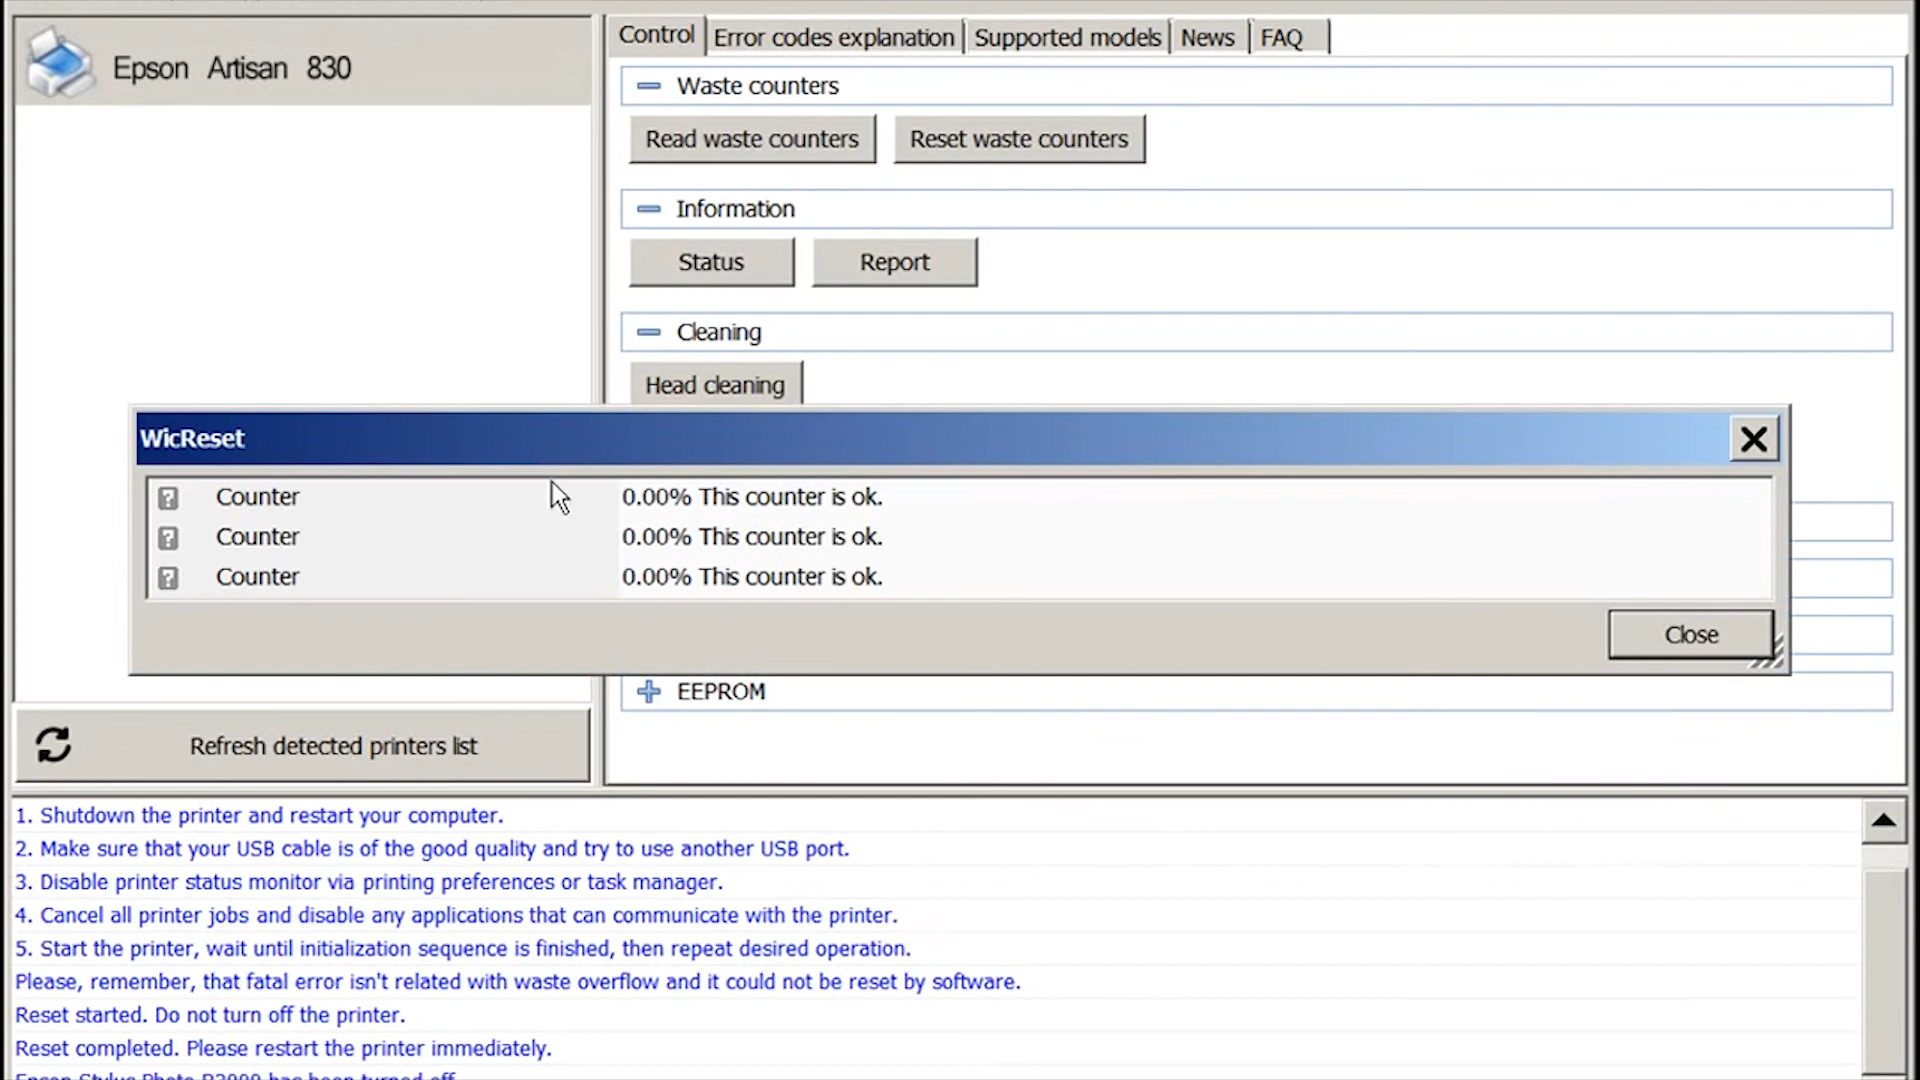 Epson Artisan 830
Control Error codes explanation Supported models News FAQ
Waste counters
Read waste counters Reset waste counters
Information
Status Report
Cleaning
Head cleaning
WicReset
Counter 0.00% This counter is ok.
Counter 0.00% This counter is ok.
Counter 0.00% This counter is ok.
Close
EEPROM
Refresh detected printers list
1. Shutdown the printer and restart your computer.
2. Make sure that your USB cable is of the good quality and try to use another USB port.
3. Disable printer status monitor via printing preferences or task manager.
4. Cancel all printer jobs and disable any applications that can communicate with the printer.
5. Start the printer, wait until initialization sequence is finished, then repeat desired operation.
Please, remember, that fatal error isn't related with waste overflow and it could not be reset by software.
Reset started. Do not turn off the printer.
Reset completed. Please restart the printer immediately.
Epson Stylus Photo has been turned off